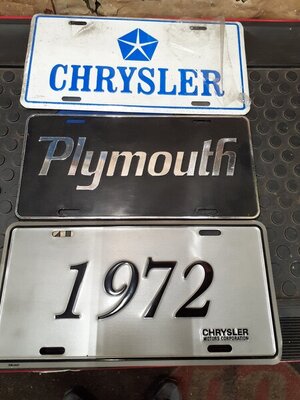 CHRYSLER
Plymouth
1972
CHRYSLER
MOTORS CORPORATION